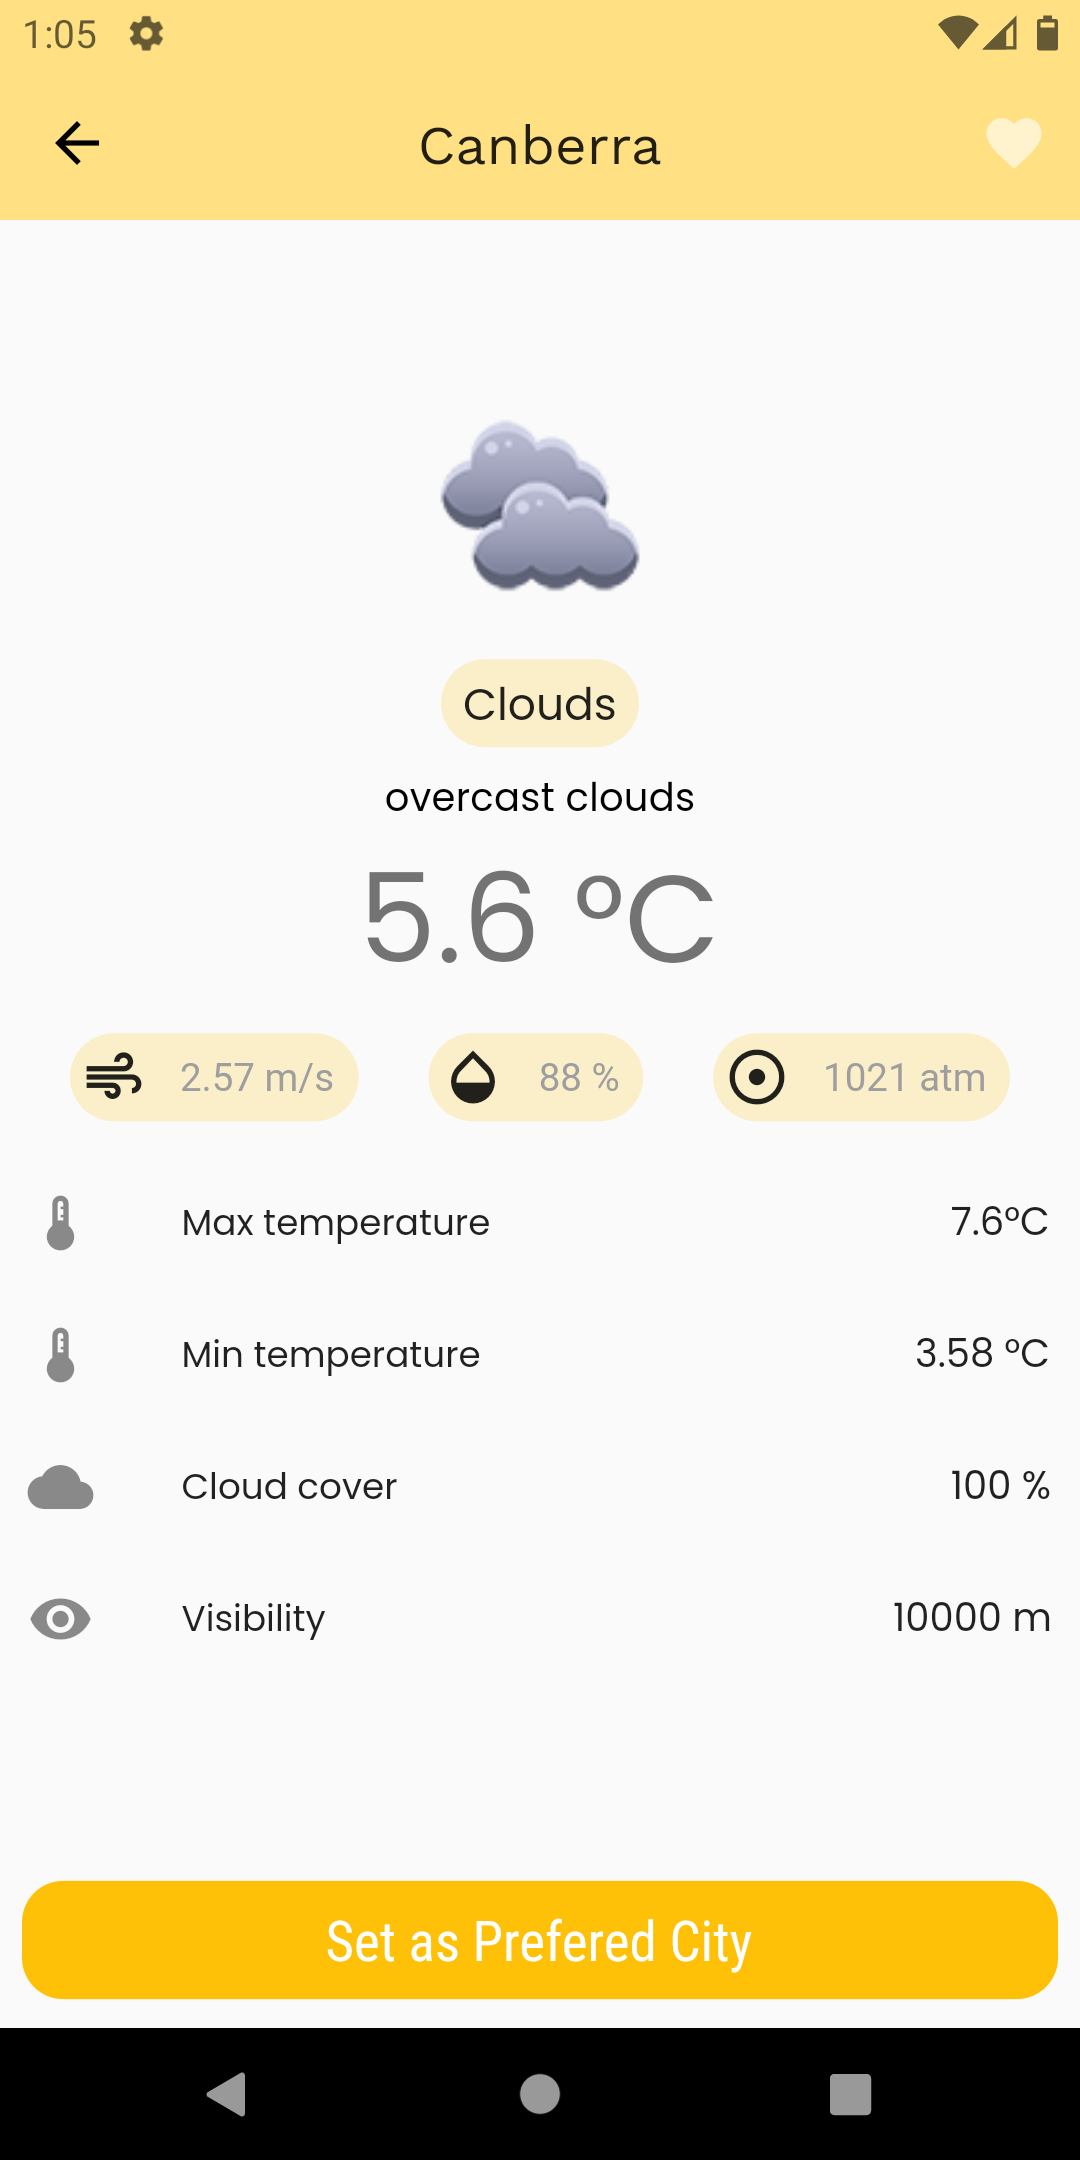 1:05
Canberra
Clouds
overcast clouds
5.6 °C
2.57 m/s
88 %
1021 atm
Max temperature 7.6°C
Min temperature 3.58 °C
Cloud cover 100 %
Visibility 10000 m
Set as Prefered City